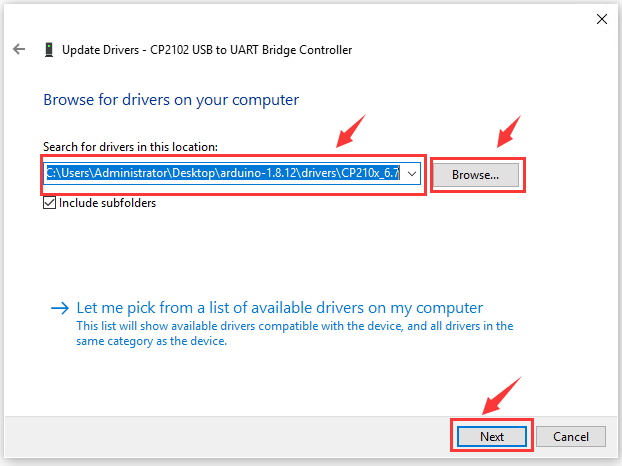 Update Drivers - CP2102 USB to UART Bridge Controller
Browse for drivers on your computer
Search for drivers in this location:
C:\Users\Administrator\Desktop\arduino-1.8.12\drivers\CP210x_6.7
Browse...
Include subfolders
Let me pick from a list of available drivers on my computer
This list will show available drivers compatible with the device, and all drivers in the
same category as the device.
Next
Cancel